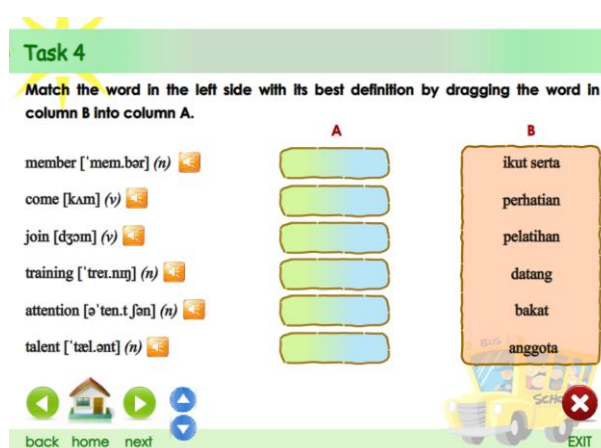 Task 4
Match the word in the left side with its best definition by dragging the word in
column B into column A.
A
B
member [ˈmem.bər] (n)
ikut serta
come [kʌm] (v)
perhatian
join [dʒɔɪn] (v)
pelatihan
training [ˈtreɪ.nɪŋ] (n)
datang
attention [əˈten.t ʃən] (n)
bakat
talent [ˈtæl.ənt] (n)
anggota
BUS
SCHO
back home next
EXIT